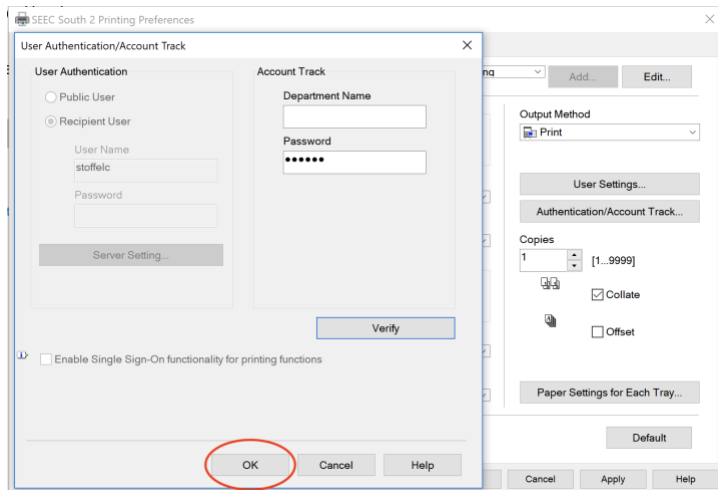 SEEC South 2 Printing Preferences
User Authentication/Account Track
User Authentication
Public User
Recipient User
User Name
stoffelc
Password
Server Setting...
Account Track
Department Name
Password
••••••
Verify
Enable Single Sign-On functionality for printing functions
OK
Cancel
Help
Add...
Edit...
Output Method
Print
User Settings...
Authentication/Account Track...
Copies
1
[1...9999]
Collate
Offset
Paper Settings for Each Tray...
Default
Cancel
Apply
Help